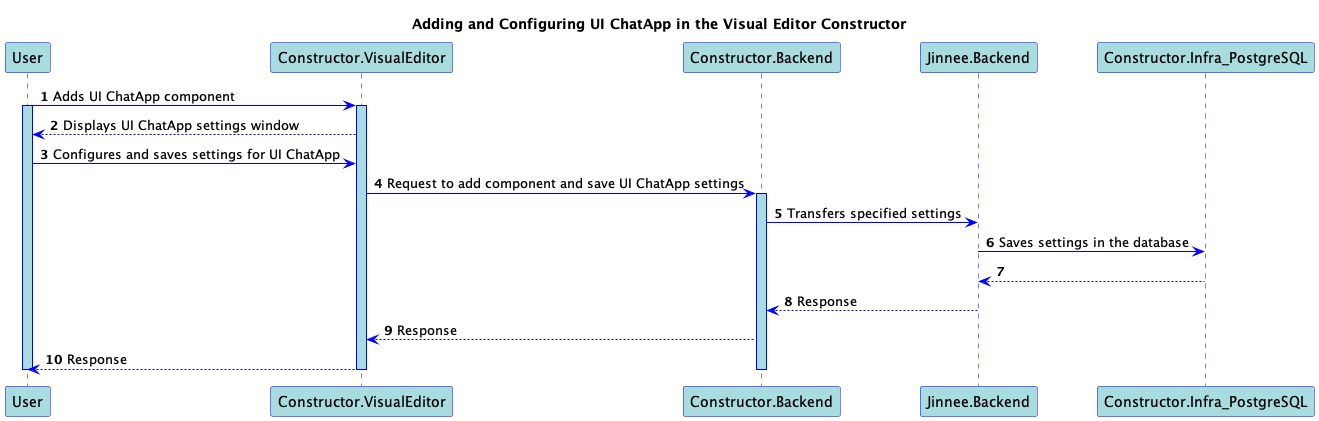 Adding and Configuring UI ChatApp in the Visual Editor Constructor
User
Constructor.VisualEditor
Constructor.Backend
Jinnee.Backend
Constructor.Infra_PostgreSQL
1 Adds UI ChatApp component
2 Displays UI ChatApp settings window
3 Configures and saves settings for UI ChatApp
4 Request to add component and save UI ChatApp settings
5 Transfers specified settings
6 Saves settings in the database
7
8 Response
9 Response
10 Response
User
Constructor.VisualEditor
Constructor.Backend
Jinnee.Backend
Constructor.Infra_PostgreSQL